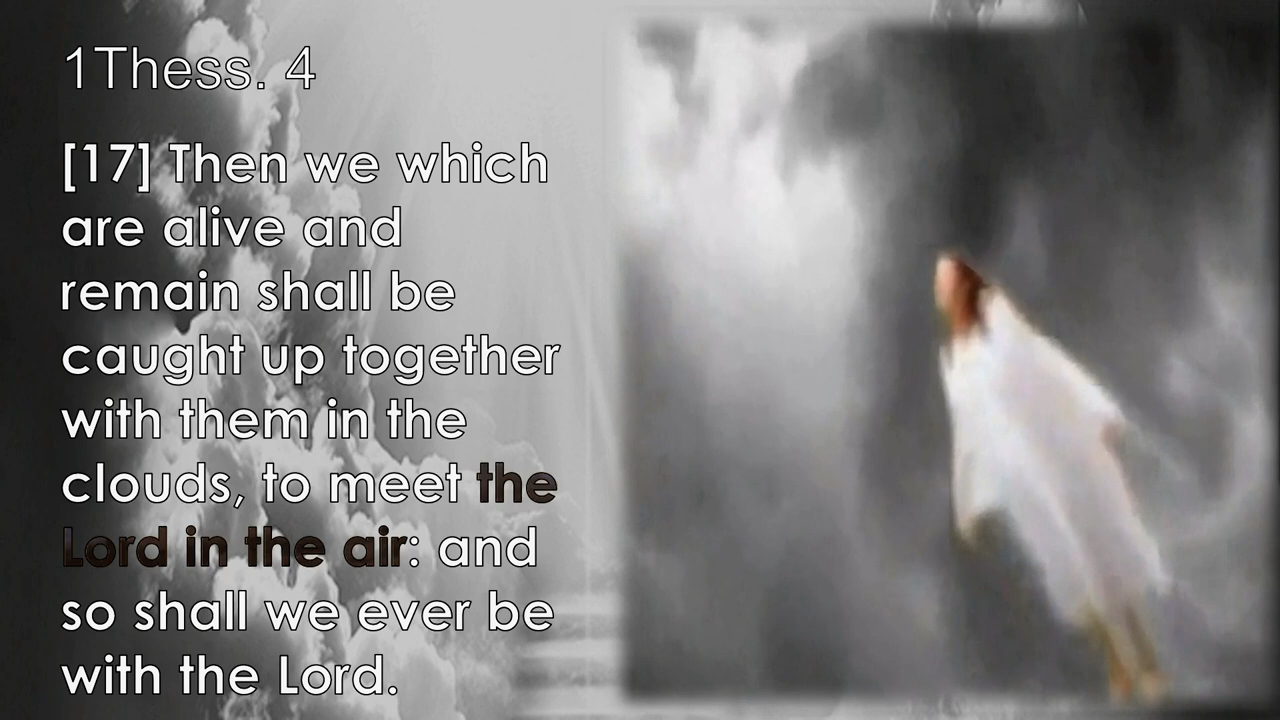 1Thess. 4
[17] Then we which
are alive and
remain shall be
caught up together
with them in the
clouds, to meet the
Lord in the air: and
so shall we ever be
with the Lord.